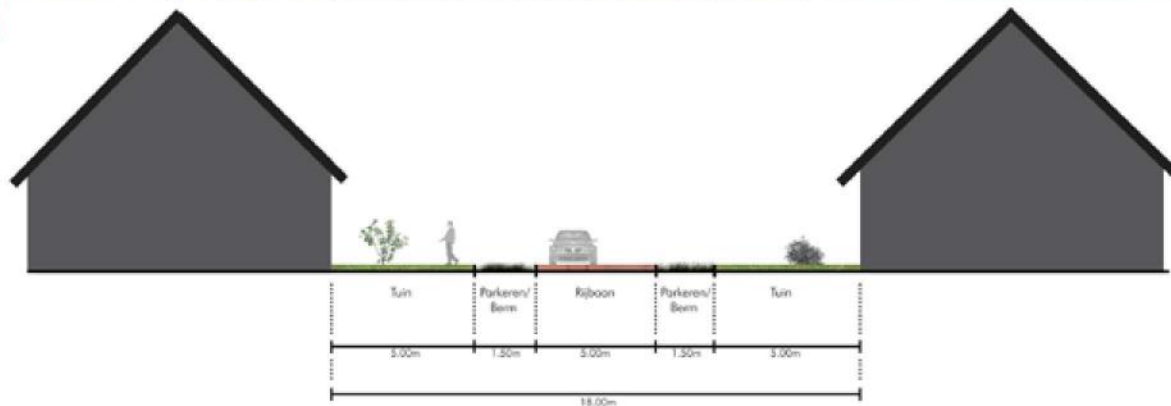 Tuin
Parkeren/
Berm
Rijbaan
Parkeren/
Berm
Tuin
5.00m
1.50m
5.00m
1.50m
5.00m
18.00m